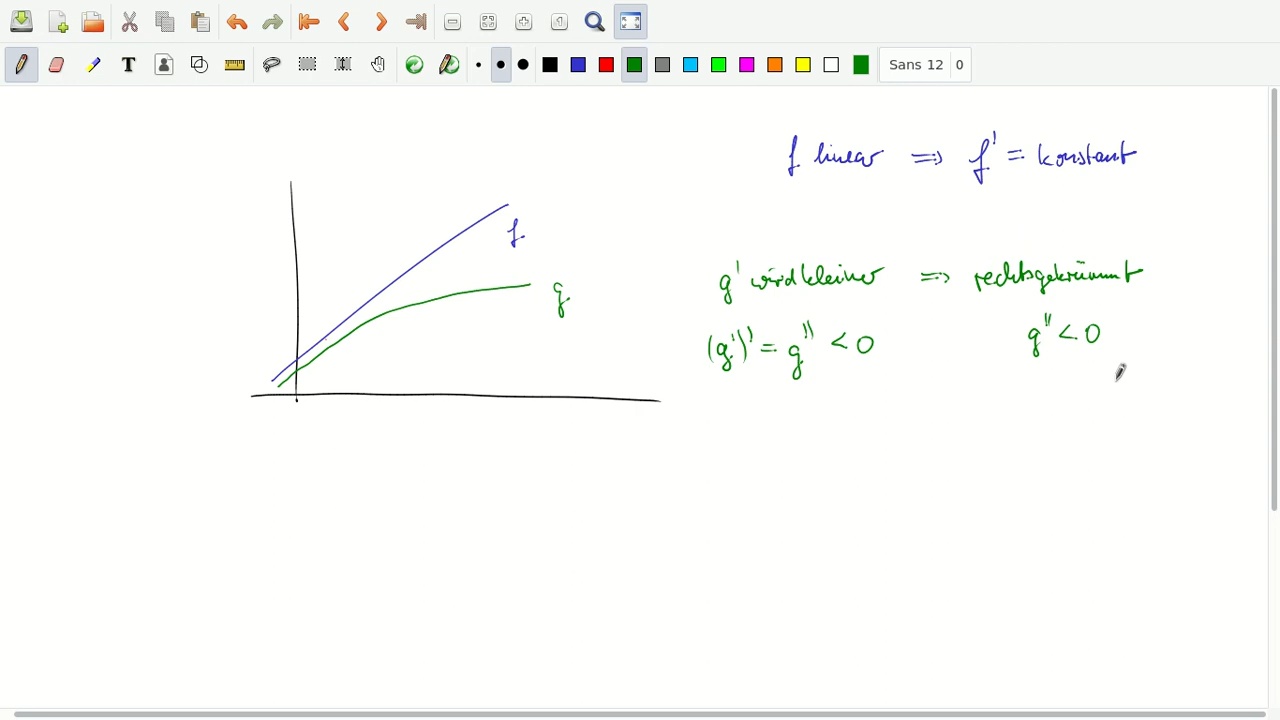 Sans 12 0
f linear ⟹ f' = konstant
f
g' wird kleiner ⟹ rechtsgekrümmt
g
(g')' = g'' < 0
g'' < 0